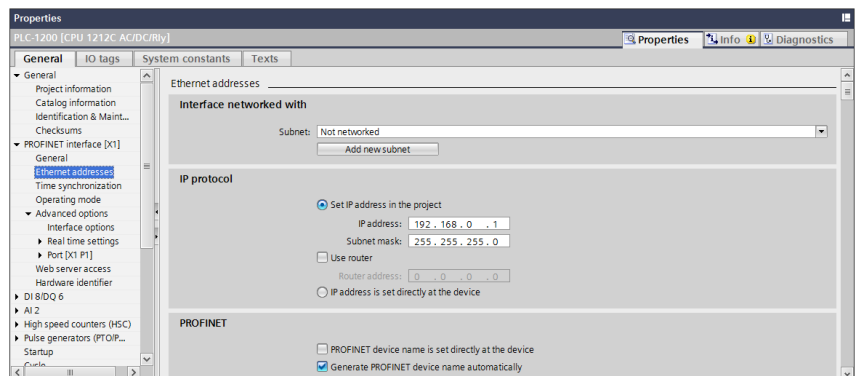 Properties
PLC-1200 [CPU 1212C AC/DC/Rly]
Properties Info Diagnostics
General IO tags System constants Texts
General
Project information
Catalog information
Identification & Maint...
Checksums
PROFINET interface [X1]
General
Ethernet addresses
Time synchronization
Operating mode
Advanced options
Interface options
Real time settings
Port [X1 P1]
Web server access
Hardware identifier
DI 8/DQ 6
AI 2
High speed counters (HSC)
Pulse generators (PTO/P...
Startup
Cycle
Ethernet addresses
Interface networked with
Subnet: Not networked
Add new subnet
IP protocol
Set IP address in the project
IP address: 192 . 168 . 0 . 1
Subnet mask: 255 . 255 . 255 . 0
Use router
Router address: 0 . 0 . 0 . 0
IP address is set directly at the device
PROFINET
PROFINET device name is set directly at the device
Generate PROFINET device name automatically